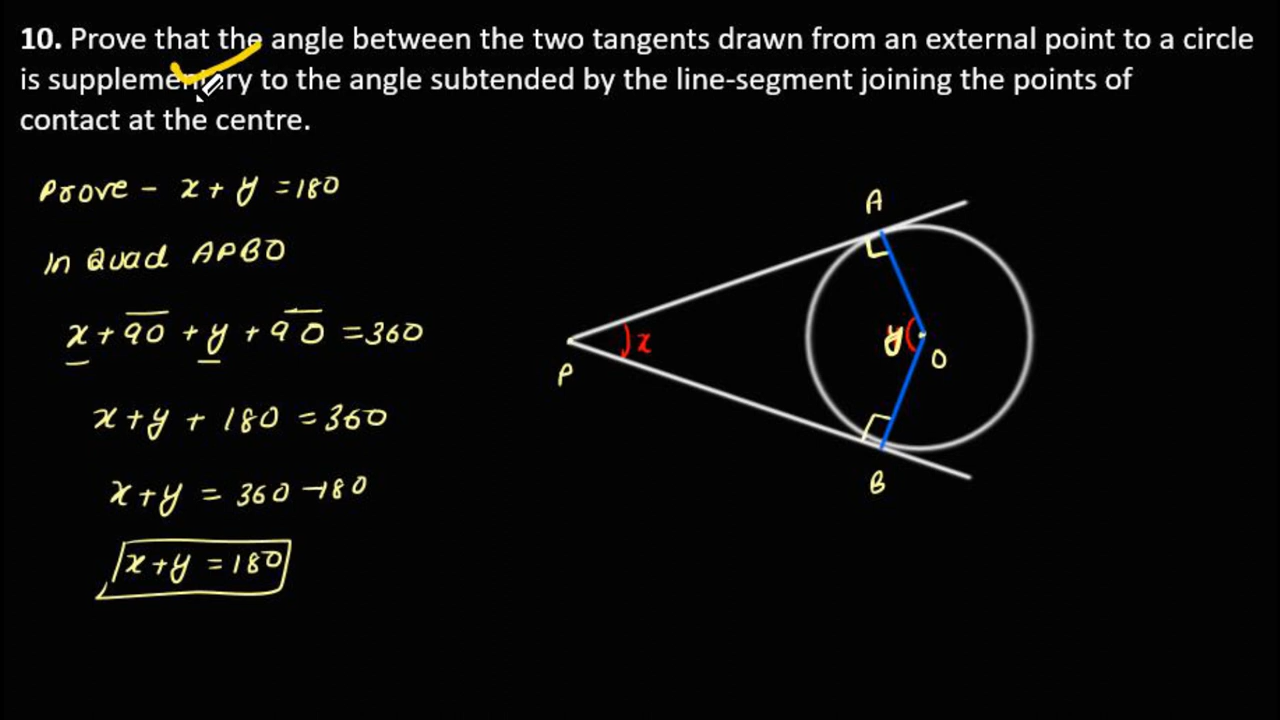 10. Prove that the angle between the two tangents drawn from an external point to a circle
is supplementary to the angle subtended by the line-segment joining the points of
contact at the centre.
Prove - x + y = 180
In Quad APBO
x + 90 + y + 90 = 360
x + y + 180 = 360
x + y = 360 - 180
x + y = 180
A
P
x
y
O
B